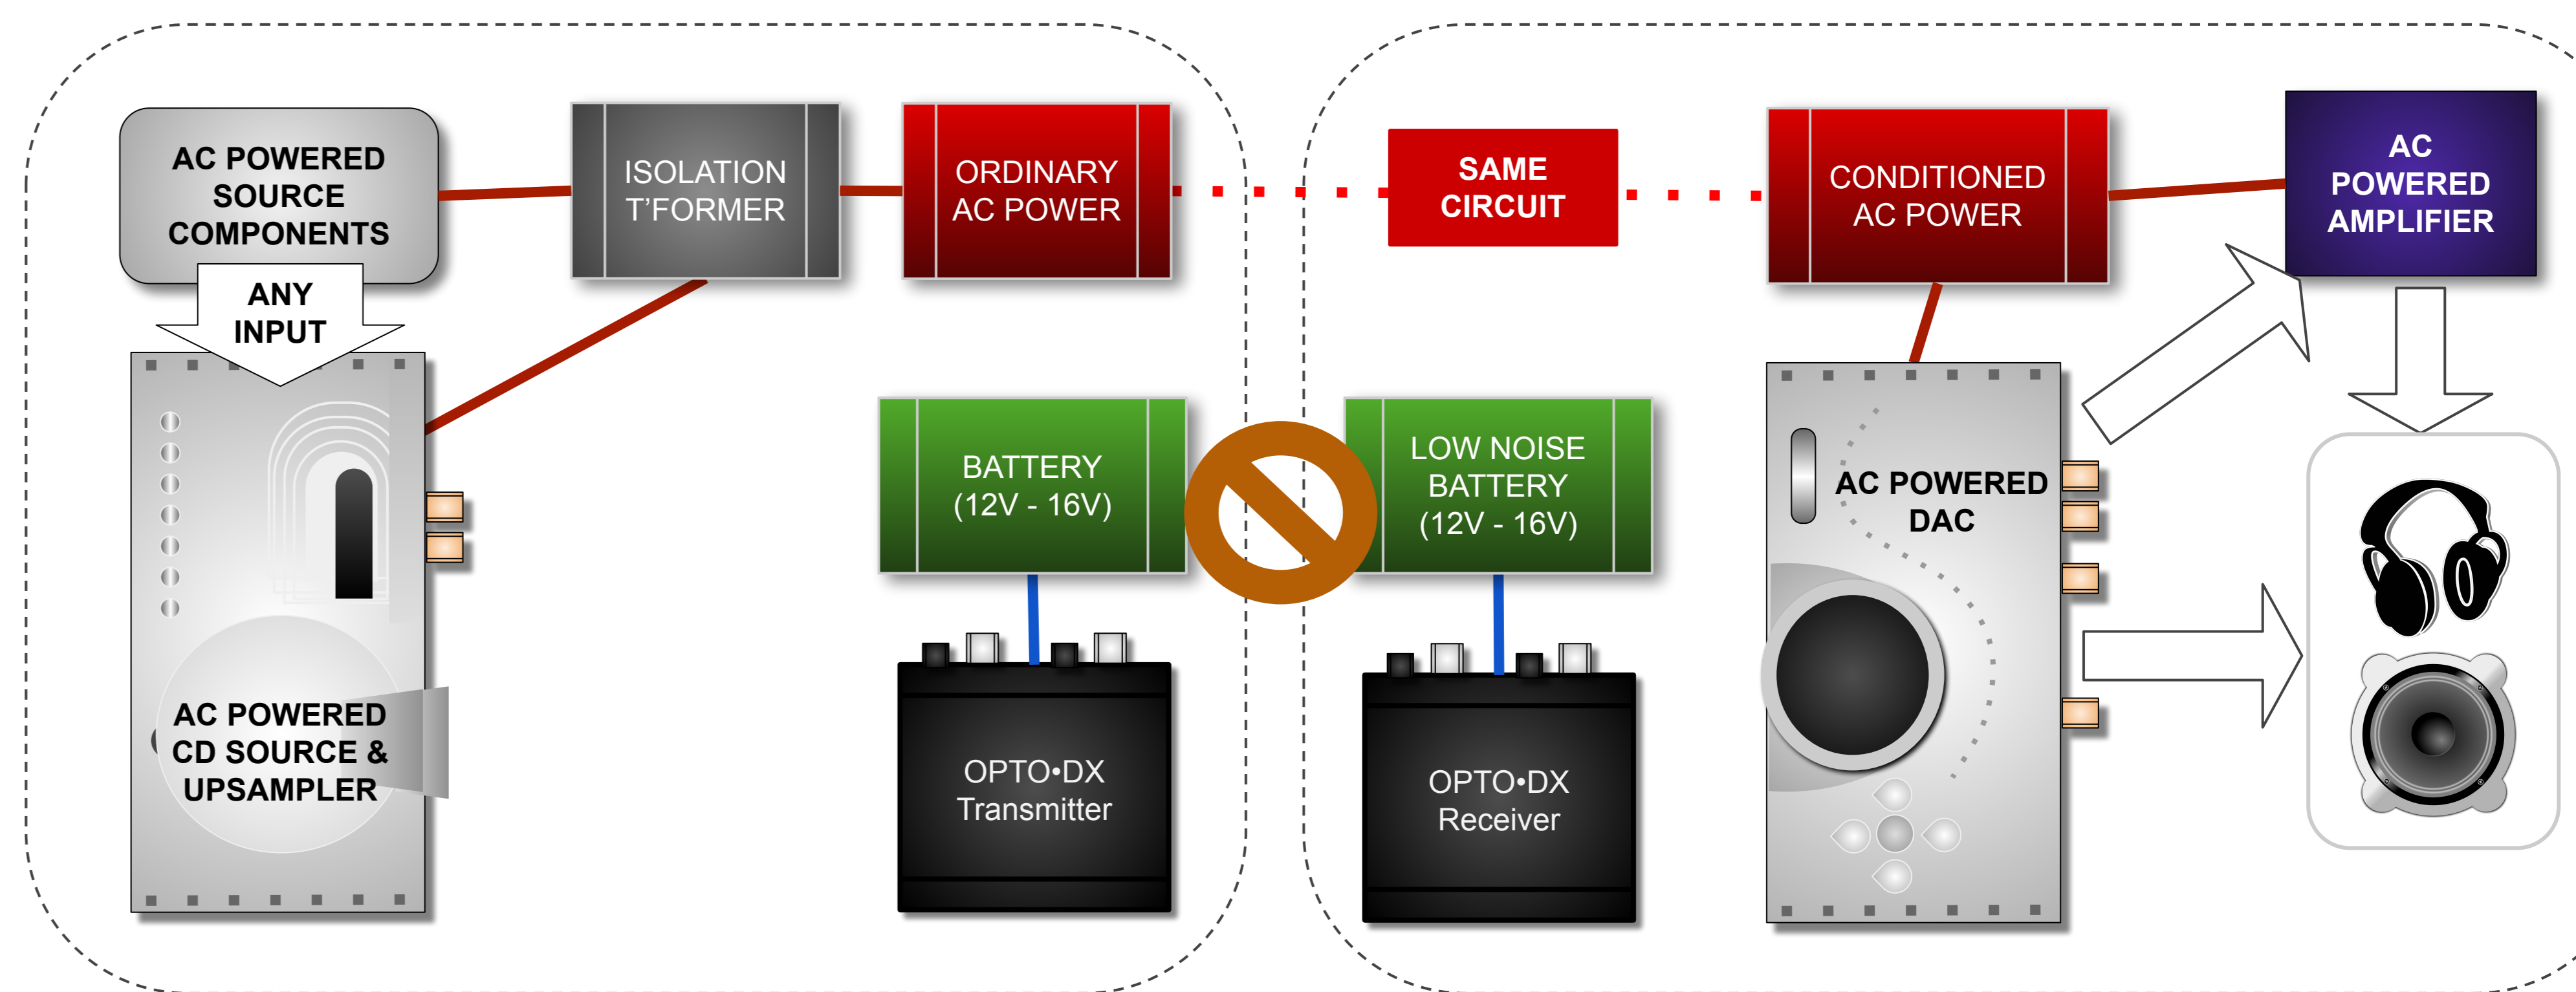 AC POWERED
SOURCE
COMPONENTS
ANY
INPUT
ISOLATION
T’FORMER
ORDINARY
AC POWER
SAME
CIRCUIT
CONDITIONED
AC POWER
AC
POWERED
AMPLIFIER
BATTERY
(12V - 16V)
LOW NOISE
BATTERY
(12V - 16V)
AC POWERED
DAC
AC POWERED
CD SOURCE &
UPSAMPLER
OPTO•DX
Transmitter
OPTO•DX
Receiver